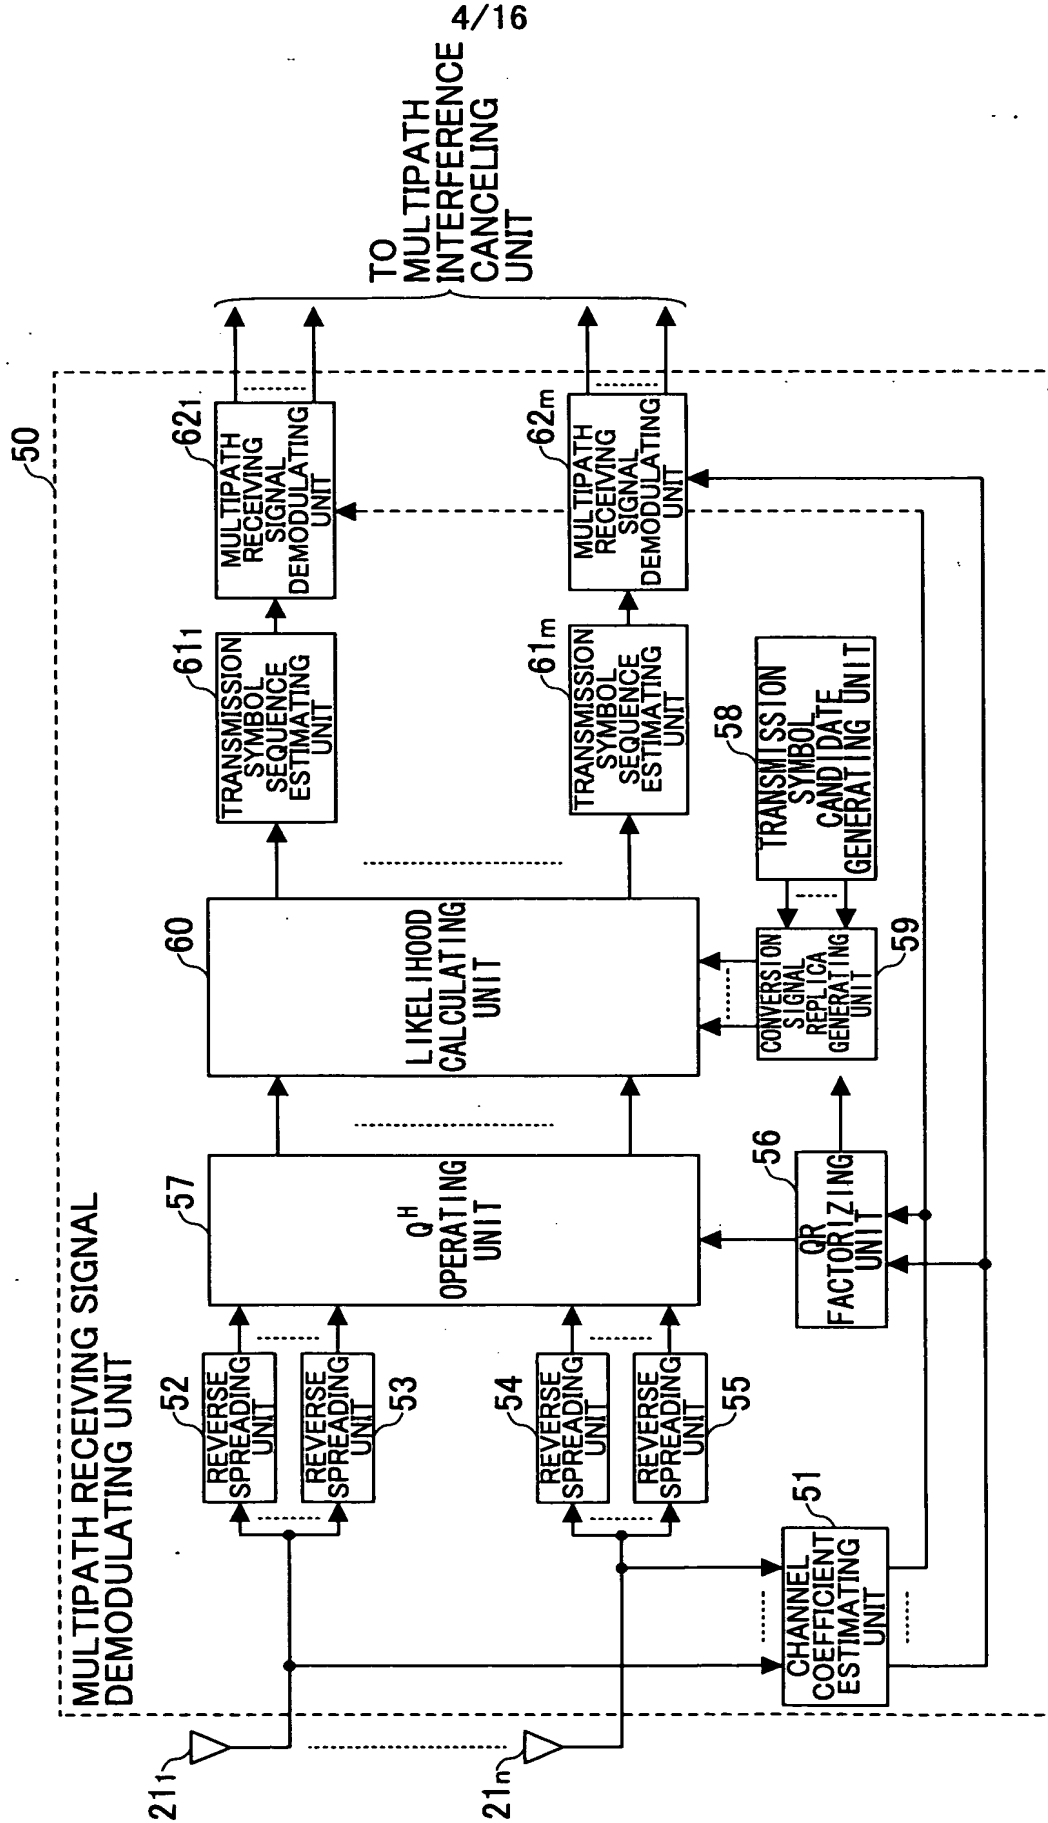 4/16
50
MULTIPATH RECEIVING SIGNAL
DEMODULATING UNIT
21₁
21n
52
REVERSE
SPREADING
UNIT
REVERSE
SPREADING
UNIT
53
54
REVERSE
SPREADING
UNIT
REVERSE
SPREADING
UNIT
55
51
CHANNEL
COEFFICIENT
ESTIMATING
UNIT
57
Qᴴ
OPERATING
UNIT
56
QR
FACTORIZING
UNIT
60
LIKELIHOOD
CALCULATING
UNIT
CONVERSION
SIGNAL
REPLICA
GENERATING
UNIT
59
58
TRANSMISSION
SYMBOL
CANDIDATE
GENERATING UNIT
61₁
TRANSMISSION
SYMBOL
SEQUENCE
ESTIMATING
UNIT
61m
TRANSMISSION
SYMBOL
SEQUENCE
ESTIMATING
UNIT
62₁
MULTIPATH
RECEIVING
SIGNAL
DEMODULATING
UNIT
62m
MULTIPATH
RECEIVING
SIGNAL
DEMODULATING
UNIT
TO
MULTIPATH
INTERFERENCE
CANCELING
UNIT